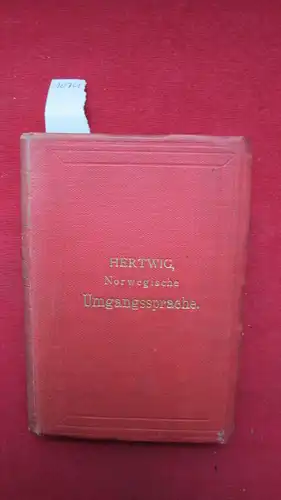 HERTWIG,
Norwegische
Umgangssprache.